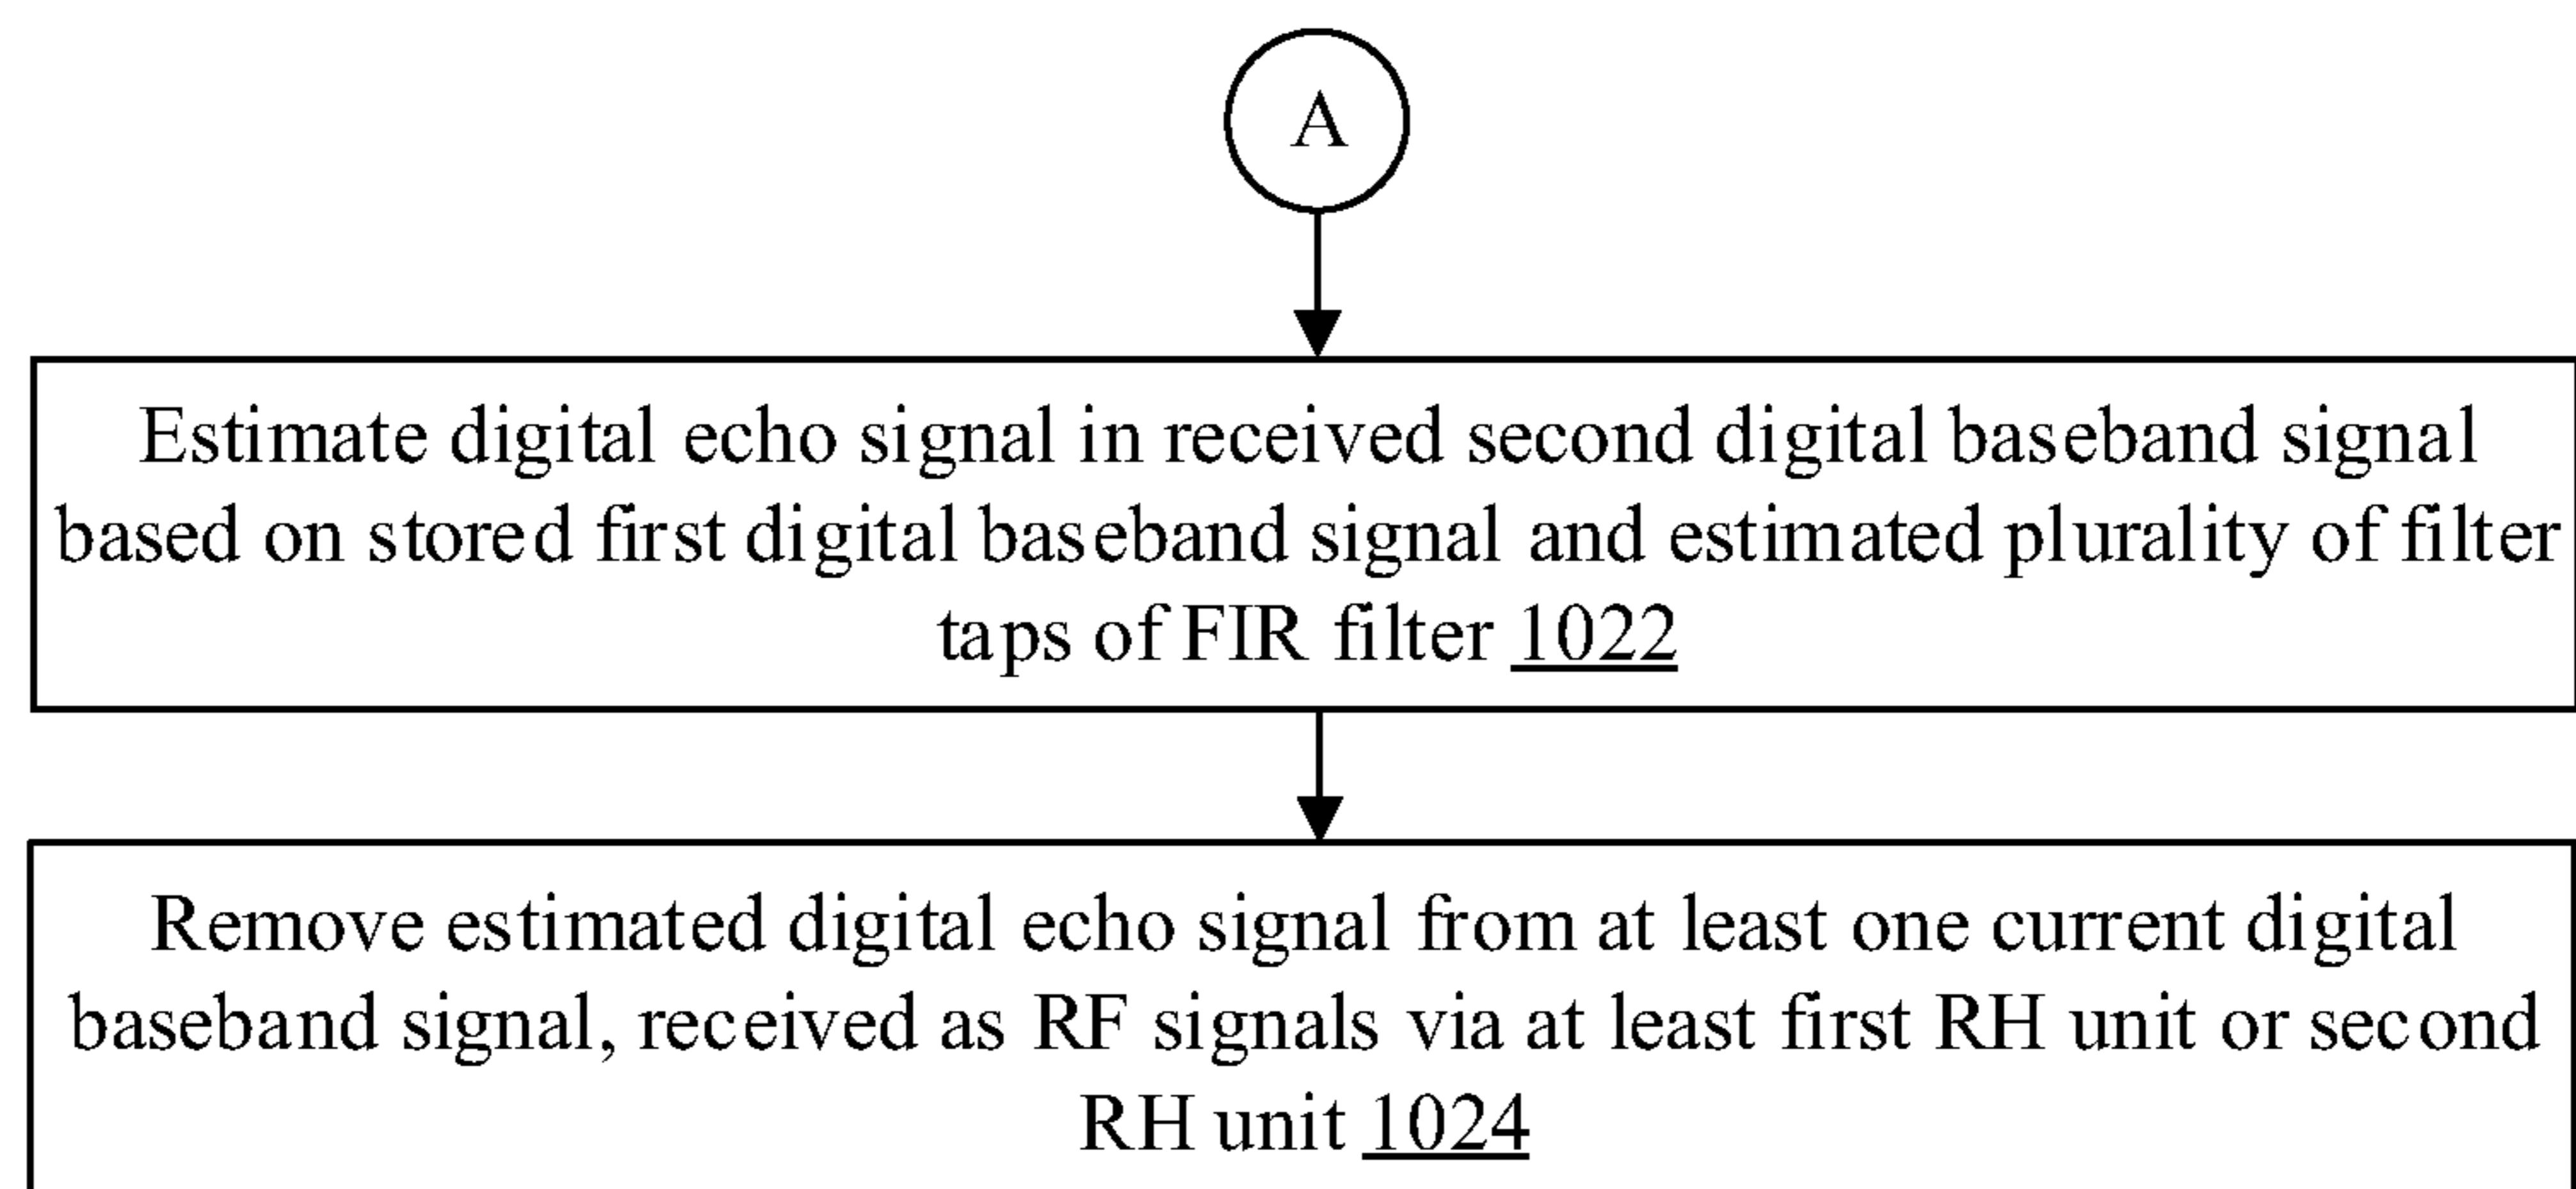 A
Estimate digital echo signal in received second digital baseband signal
based on stored first digital baseband signal and estimated plurality of filter
taps of FIR filter 1022
Remove estimated digital echo signal from at least one current digital
baseband signal, received as RF signals via at least first RH unit or second
RH unit 1024